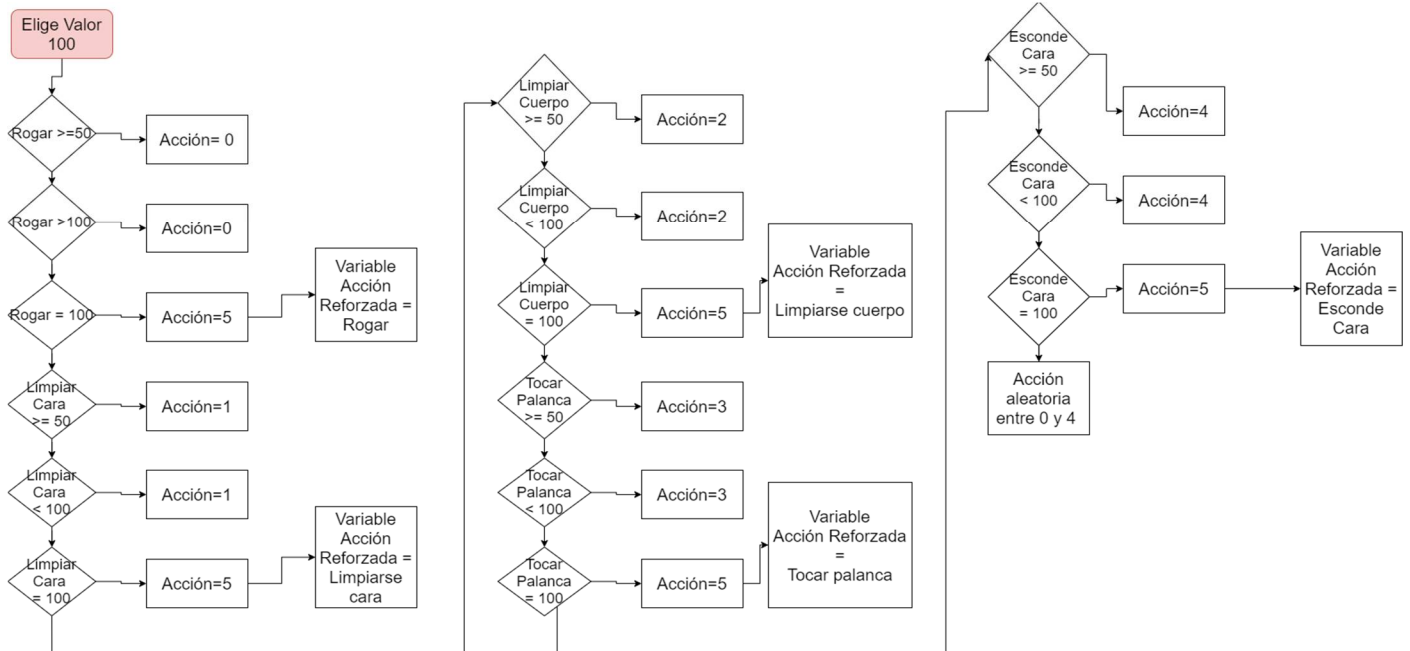 Elige Valor
100
Rogar >=50
Acción= 0
Rogar >100
Acción=0
Rogar = 100
Acción=5
Variable
Acción
Reforzada =
Rogar
Limpiar
Cara
>= 50
Acción=1
Limpiar
Cara
< 100
Acción=1
Limpiar
Cara
= 100
Acción=5
Variable
Acción
Reforzada =
Limpiarse
cara
Limpiar
Cuerpo
>= 50
Acción=2
Limpiar
Cuerpo
< 100
Acción=2
Limpiar
Cuerpo
= 100
Acción=5
Variable
Acción Reforzada
=
Limpiarse cuerpo
Tocar
Palanca
>= 50
Acción=3
Tocar
Palanca
< 100
Acción=3
Tocar
Palanca
= 100
Acción=5
Variable
Acción Reforzada
=
Tocar palanca
Esconde
Cara
>= 50
Acción=4
Esconde
Cara
< 100
Acción=4
Esconde
Cara
= 100
Acción=5
Variable
Acción
Reforzada =
Esconde
Cara
Acción
aleatoria
entre 0 y 4